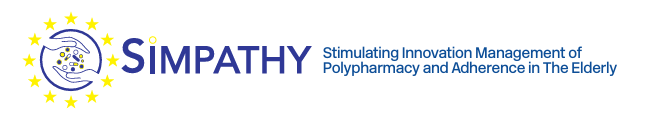 SIMPATHY
Stimulating Innovation Management of
Polypharmacy and Adherence in The Elderly